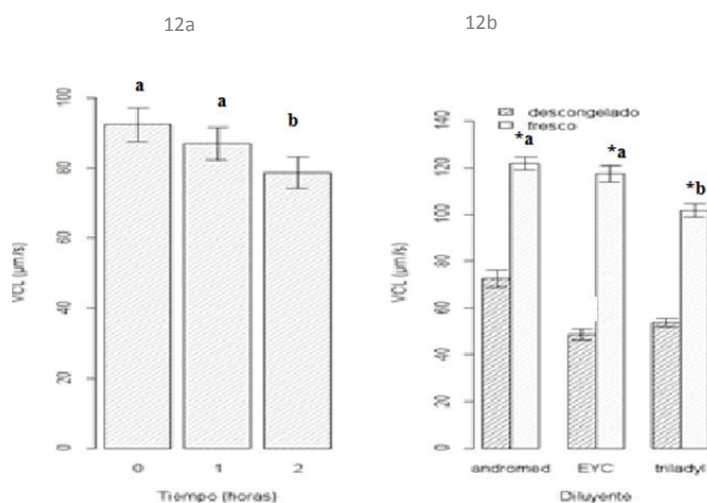 12a
12b
a
a
b
100
80
60
40
20
0
VCL (µm/s)
0 1 2
Tiempo (horas)
descongelado
fresco
*a
*a
*b
140
120
100
80
60
40
20
0
VCL (µm/s)
andromed EYC triladyl
Diluyente